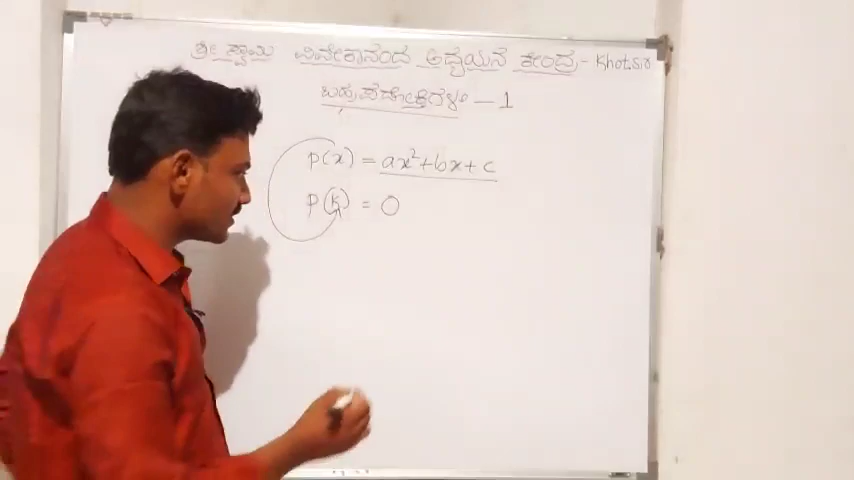 ಶ್ರೀ ಸ್ವಾಮಿ ವಿವೇಕಾನಂದ ಅಧ್ಯಯನ ಕೇಂದ್ರ - Khot.sir
ಬಹುಪದೋಕ್ತಿಗಳು - 1
p(x) = ax²+bx+c
p(k) = 0